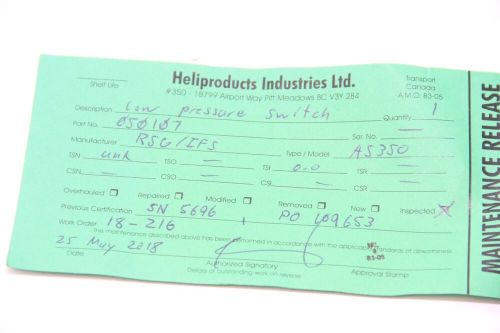 Shelf Life
Heliproducts Industries Ltd.
#350 - 18799 Airport Way Pitt Meadows BC V3Y 2B4
Transport
Canada
A.M.O. 83-05
Description Low pressure switch Quantity 1
Part No. 050107 Ser No.
Manufacturer RSG/IFS Type / Model AS350
TSN unk TSO TSI 0.0 TSR
CSN CSO CSI CSR
Overhauled Repaired Modified Removed New Inspected X
Previous Certification SN 5696 , PO 109653
Work Order 18-216
The maintenance described above has been performed in accordance with the applicable standards of airworthiness
25 May 2018
Date: Authorized Signatory Approval Stamp
Details of outstanding work on reverse
83-05
MAINTENANCE RELEASE